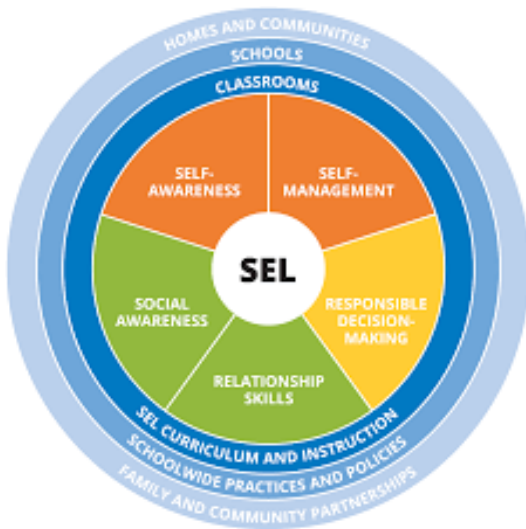 HOMES AND COMMUNITIES
SCHOOLS
CLASSROOMS
SELF-
AWARENESS
SELF-
MANAGEMENT
SEL
SOCIAL
AWARENESS
RESPONSIBLE
DECISION-
MAKING
RELATIONSHIP
SKILLS
SEL CURRICULUM AND INSTRUCTION
SCHOOLWIDE PRACTICES AND POLICIES
FAMILY AND COMMUNITY PARTNERSHIPS